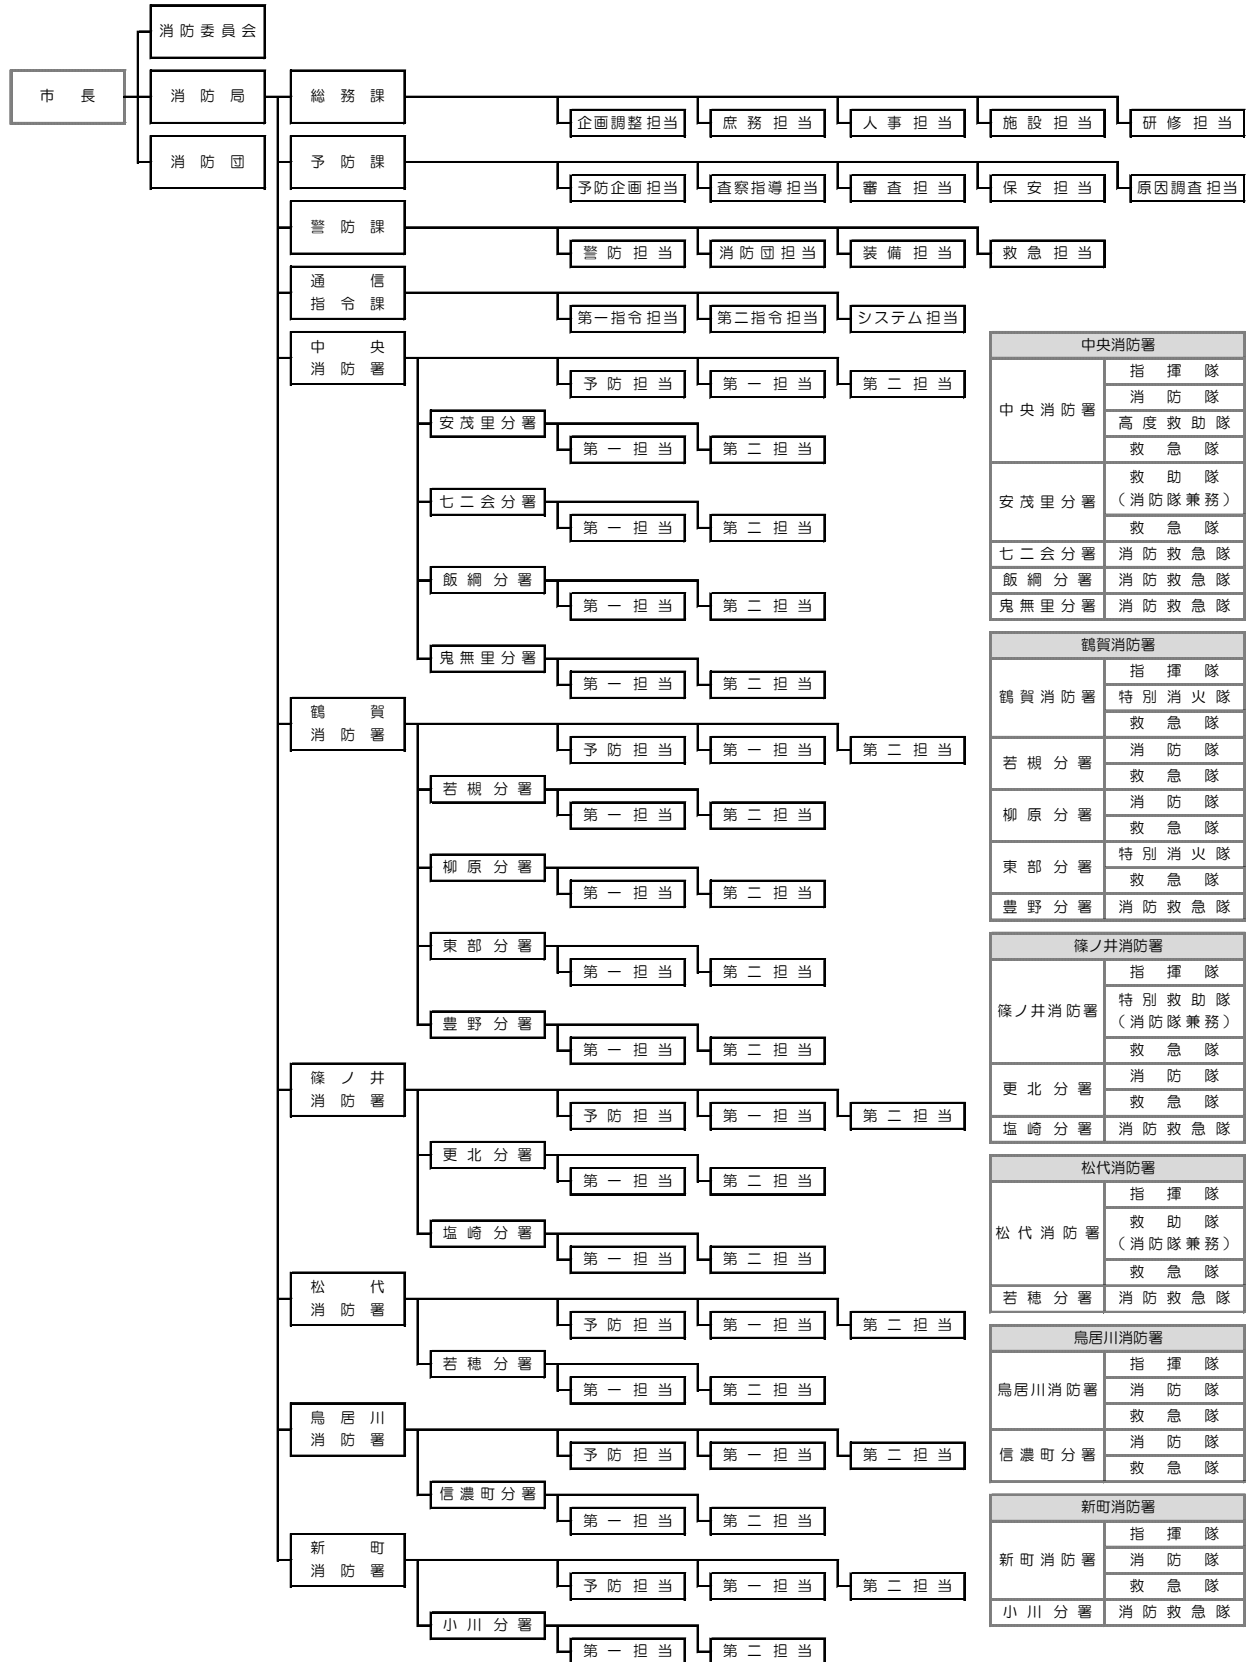 消防委員会
市長
消防局
消防団
総務課
企画調整担当
庶務担当
人事担当
施設担当
研修担当
予防課
予防企画担当
査察指導担当
審査担当
保安担当
原因調査担当
警防課
警防担当
消防団担当
装備担当
救急担当
通信
指令課
第一指令担当
第二指令担当
システム担当
中央
消防署
予防担当
第一担当
第二担当
安茂里分署
第一担当
第二担当
七二会分署
第一担当
第二担当
飯綱分署
第一担当
第二担当
鬼無里分署
第一担当
第二担当
鶴賀
消防署
予防担当
第一担当
第二担当
若槻分署
第一担当
第二担当
柳原分署
第一担当
第二担当
東部分署
第一担当
第二担当
豊野分署
第一担当
第二担当
篠ノ井
消防署
予防担当
第一担当
第二担当
更北分署
第一担当
第二担当
塩崎分署
第一担当
第二担当
松代
消防署
予防担当
第一担当
第二担当
若穂分署
第一担当
第二担当
鳥居川
消防署
予防担当
第一担当
第二担当
信濃町分署
第一担当
第二担当
新町
消防署
予防担当
第一担当
第二担当
小川分署
第一担当
第二担当
中央消防署
中央消防署
指揮隊
消防隊
高度救助隊
救急隊
安茂里分署
救助隊
（消防隊兼務）
救急隊
七二会分署 消防救急隊
飯綱分署 消防救急隊
鬼無里分署 消防救急隊
鶴賀消防署
鶴賀消防署
指揮隊
特別消火隊
救急隊
若槻分署
消防隊
救急隊
柳原分署
消防隊
救急隊
東部分署
特別消火隊
救急隊
豊野分署 消防救急隊
篠ノ井消防署
篠ノ井消防署
指揮隊
特別救助隊
（消防隊兼務）
救急隊
更北分署
消防隊
救急隊
塩崎分署 消防救急隊
松代消防署
松代消防署
指揮隊
救助隊
（消防隊兼務）
救急隊
若穂分署 消防救急隊
鳥居川消防署
鳥居川消防署
指揮隊
消防隊
救急隊
信濃町分署
消防隊
救急隊
新町消防署
新町消防署
指揮隊
消防隊
救急隊
小川分署 消防救急隊